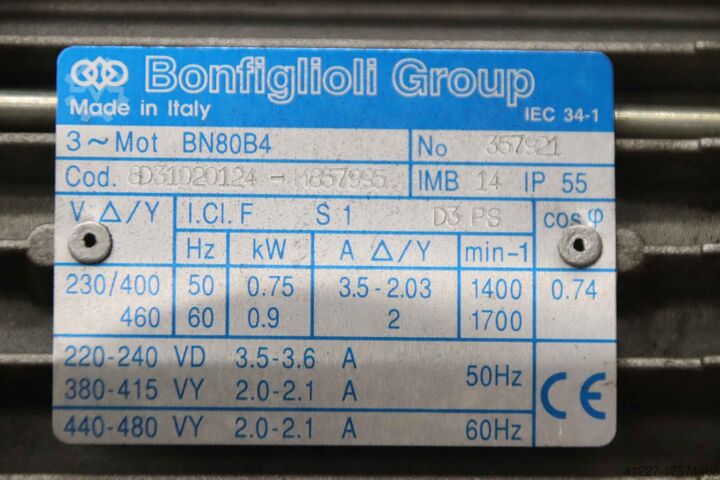 Bonfiglioli Group
Made in Italy IEC 34-1
3~Mot BN80B4 No 357921
Cod. 8D31020124 - M857995 IMB 14 IP 55
V Δ/Y I.Cl. F S 1 D3 PS cos φ
Hz kW A Δ/Y min-1
230/400 50 0.75 3.5-2.03 1400 0.74
460 60 0.9 2 1700
220-240 VD 3.5-3.6 A 50Hz
380-415 VY 2.0-2.1 A
440-480 VY 2.0-2.1 A 60Hz
CE